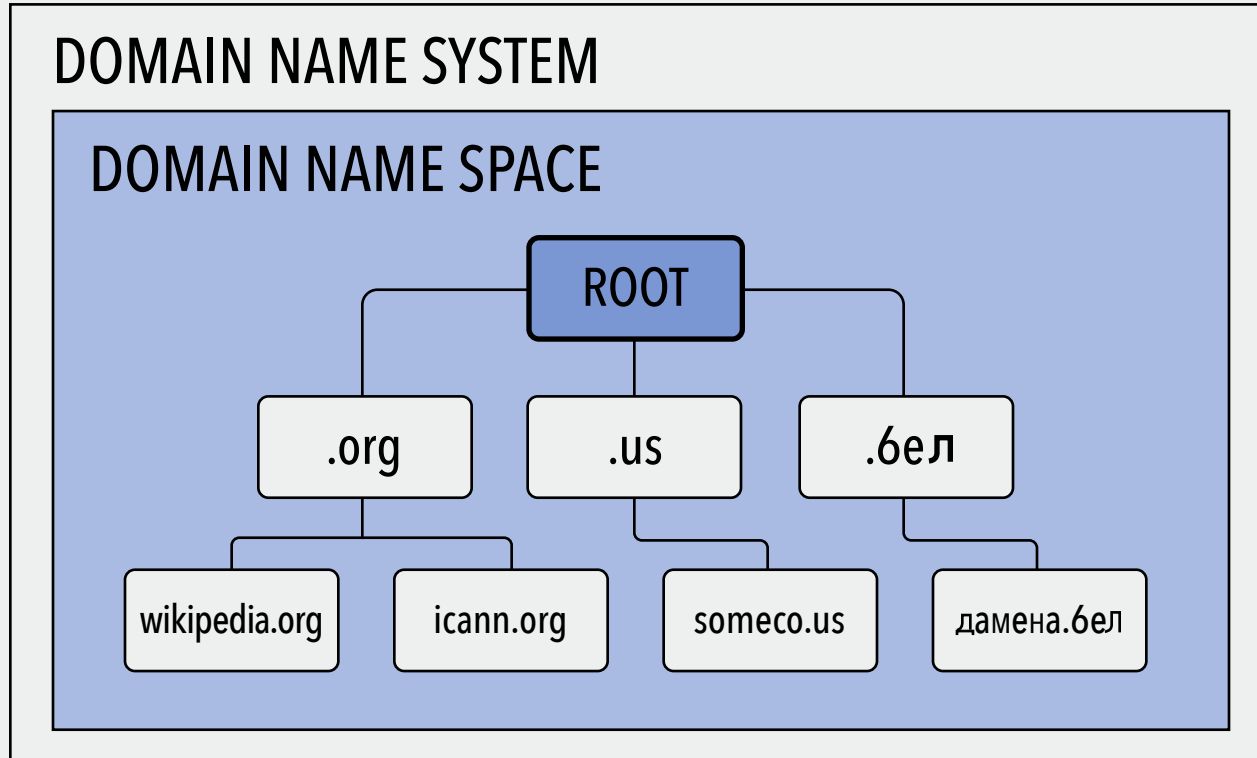 DOMAIN NAME SYSTEM
DOMAIN NAME SPACE
ROOT
.org
.us
.бел
wikipedia.org
icann.org
someco.us
дамена.бел